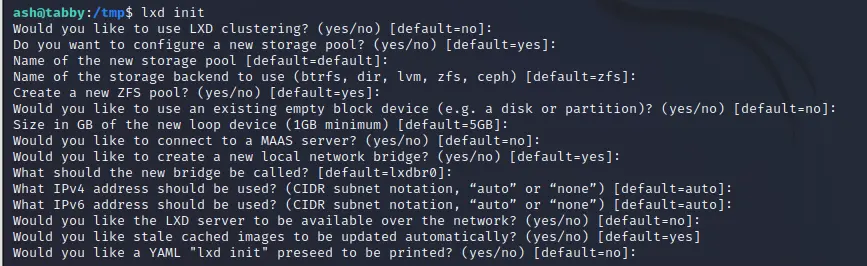 ash@tabby:/tmp$ lxd init
Would you like to use LXD clustering? (yes/no) [default=no]:
Do you want to configure a new storage pool? (yes/no) [default=yes]:
Name of the new storage pool [default=default]:
Name of the storage backend to use (btrfs, dir, lvm, zfs, ceph) [default=zfs]:
Create a new ZFS pool? (yes/no) [default=yes]:
Would you like to use an existing empty block device (e.g. a disk or partition)? (yes/no) [default=no]:
Size in GB of the new loop device (1GB minimum) [default=5GB]:
Would you like to connect to a MAAS server? (yes/no) [default=no]:
Would you like to create a new local network bridge? (yes/no) [default=yes]:
What should the new bridge be called? [default=lxdbr0]:
What IPv4 address should be used? (CIDR subnet notation, “auto” or “none”) [default=auto]:
What IPv6 address should be used? (CIDR subnet notation, “auto” or “none”) [default=auto]:
Would you like the LXD server to be available over the network? (yes/no) [default=no]:
Would you like stale cached images to be updated automatically? (yes/no) [default=yes]
Would you like a YAML "lxd init" preseed to be printed? (yes/no) [default=no]: